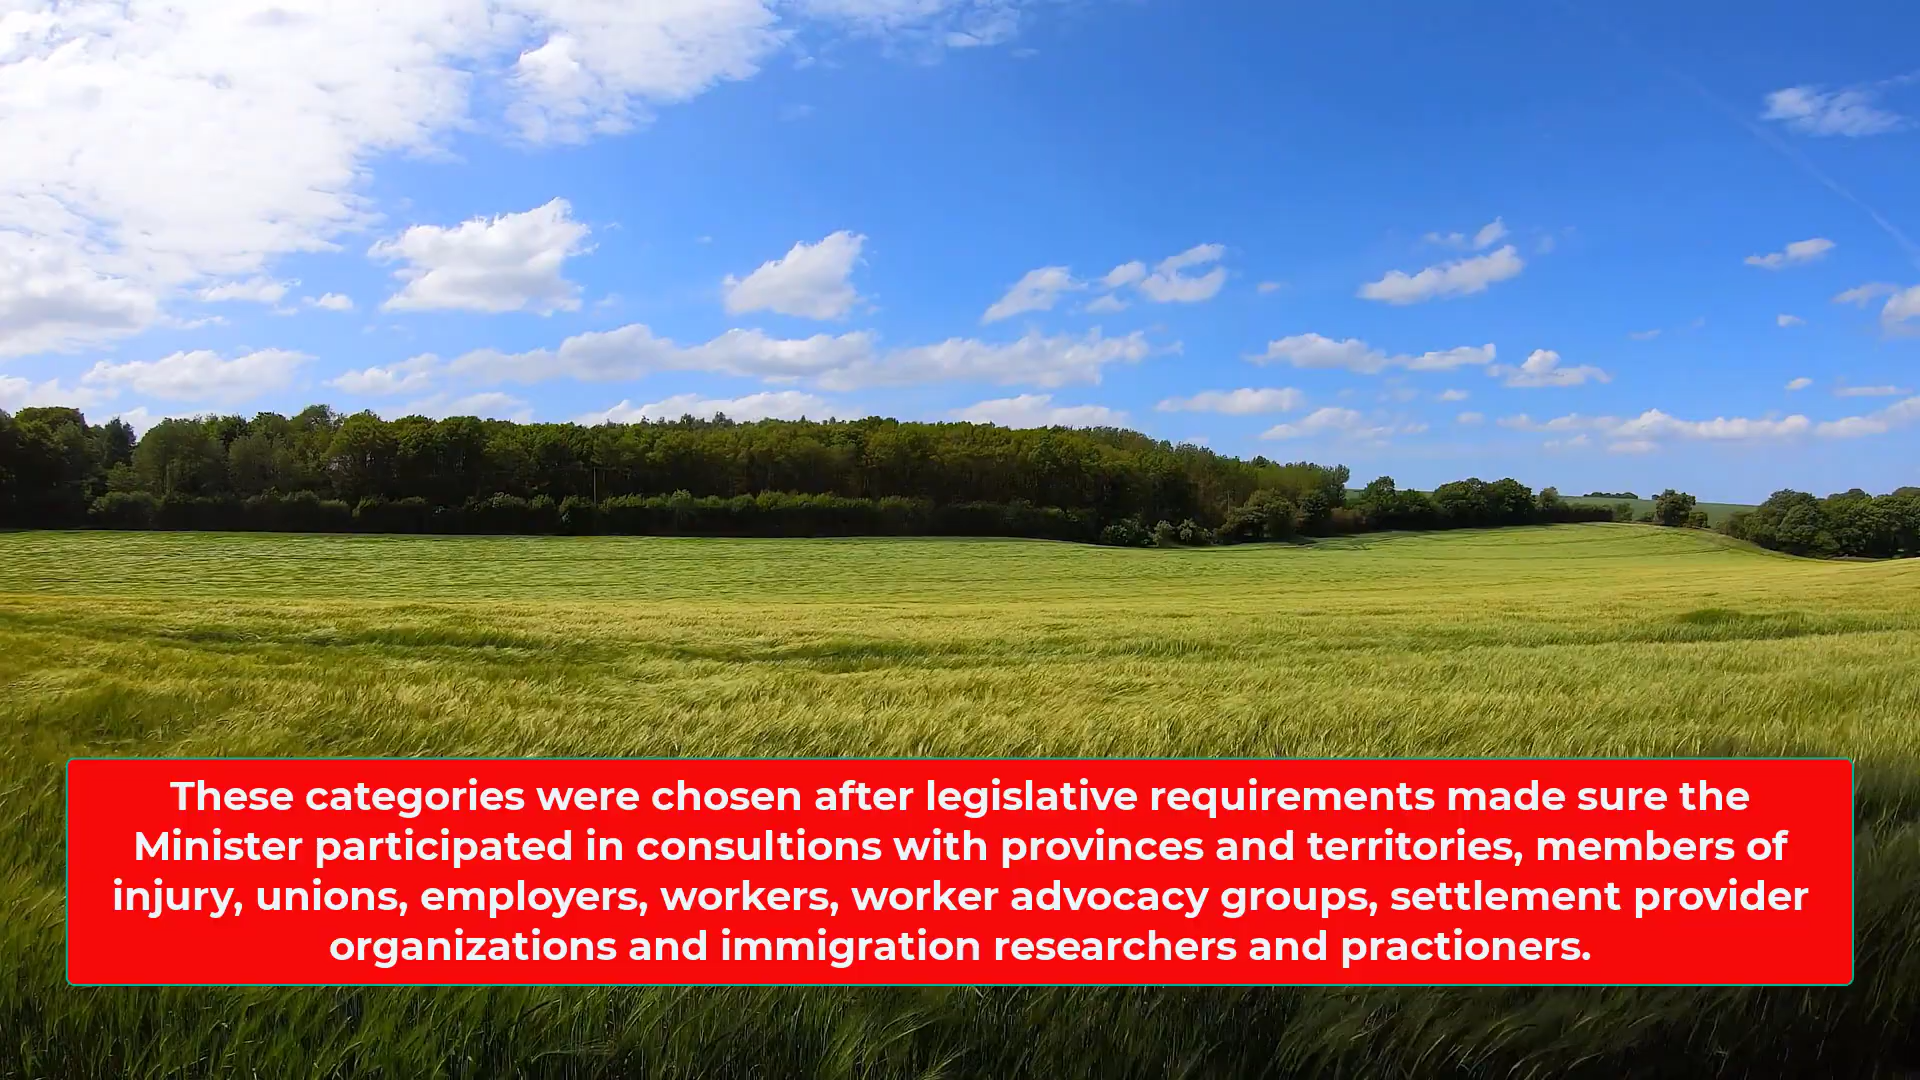 These categories were chosen after legislative requirements made sure the
Minister participated in consultions with provinces and territories, members of
injury, unions, employers, workers, worker advocacy groups, settlement provider
organizations and immigration researchers and practioners.